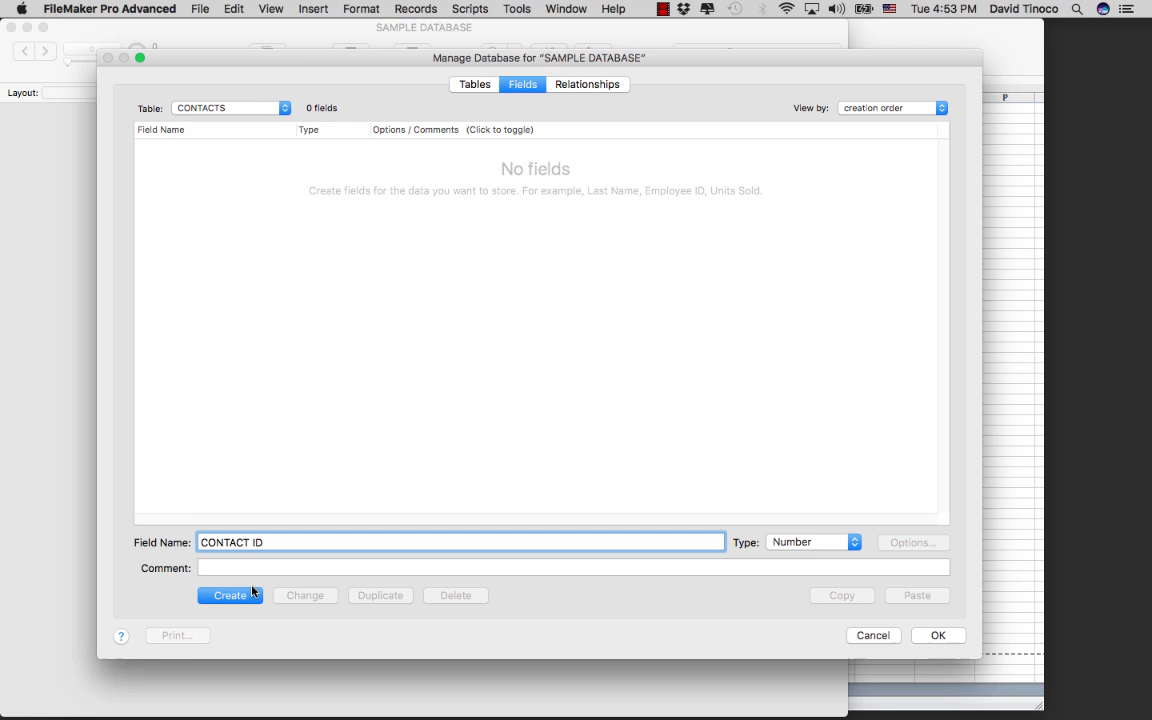 FileMaker Pro Advanced File Edit View Insert Format Records Scripts Tools Window Help Tue 4:53 PM David Tinoco
SAMPLE DATABASE
Manage Database for "SAMPLE DATABASE"
Tables Fields Relationships
Layout:
Table: CONTACTS 0 fields View by: creation order
P
Field Name Type Options / Comments (Click to toggle)
No fields
Create fields for the data you want to store. For example, Last Name, Employee ID, Units Sold.
Field Name: CONTACT ID Type: Number Options...
Comment:
Create Change Duplicate Delete Copy Paste
? Print... Cancel OK